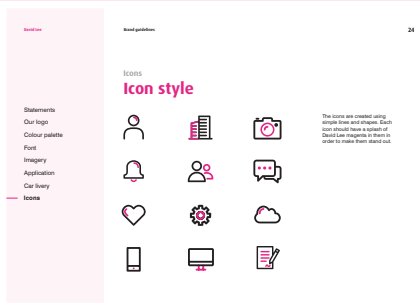 David Lee
Brand guidelines
24
Icons
Icon style
Statements
Our logo
Colour palette
Font
Imagery
Application
Car livery
Icons
The icons are created using
simple lines and shapes. Each
icon should have a splash of
David Lee magenta in them in
order to make them stand out.